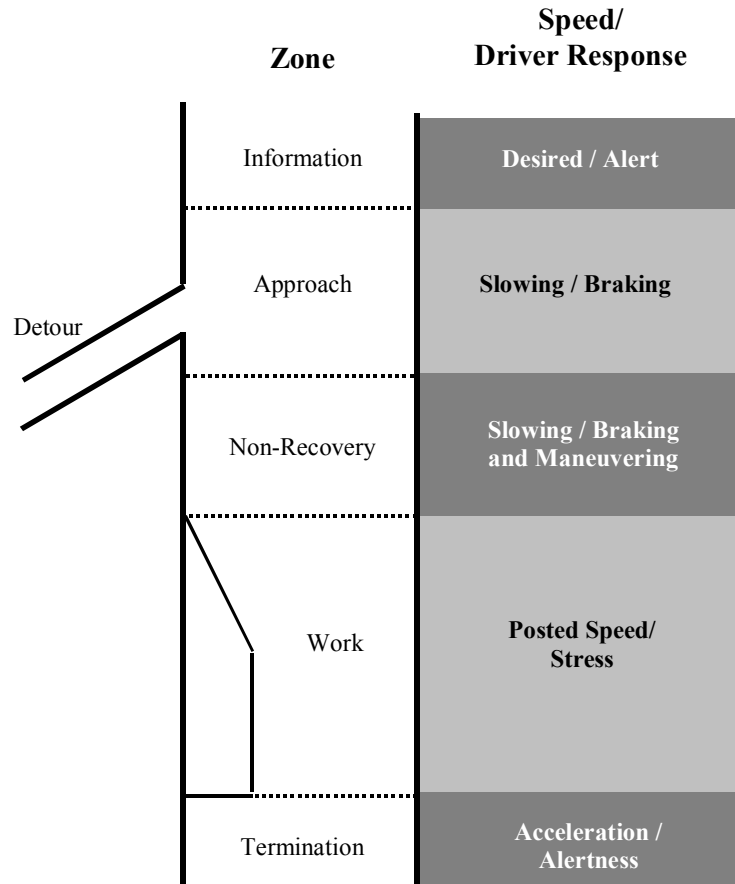 Zone
Speed/
Driver Response
Information
Desired / Alert
Approach
Slowing / Braking
Detour
Non-Recovery
Slowing / Braking
and Maneuvering
Work
Posted Speed/
Stress
Termination
Acceleration /
Alertness